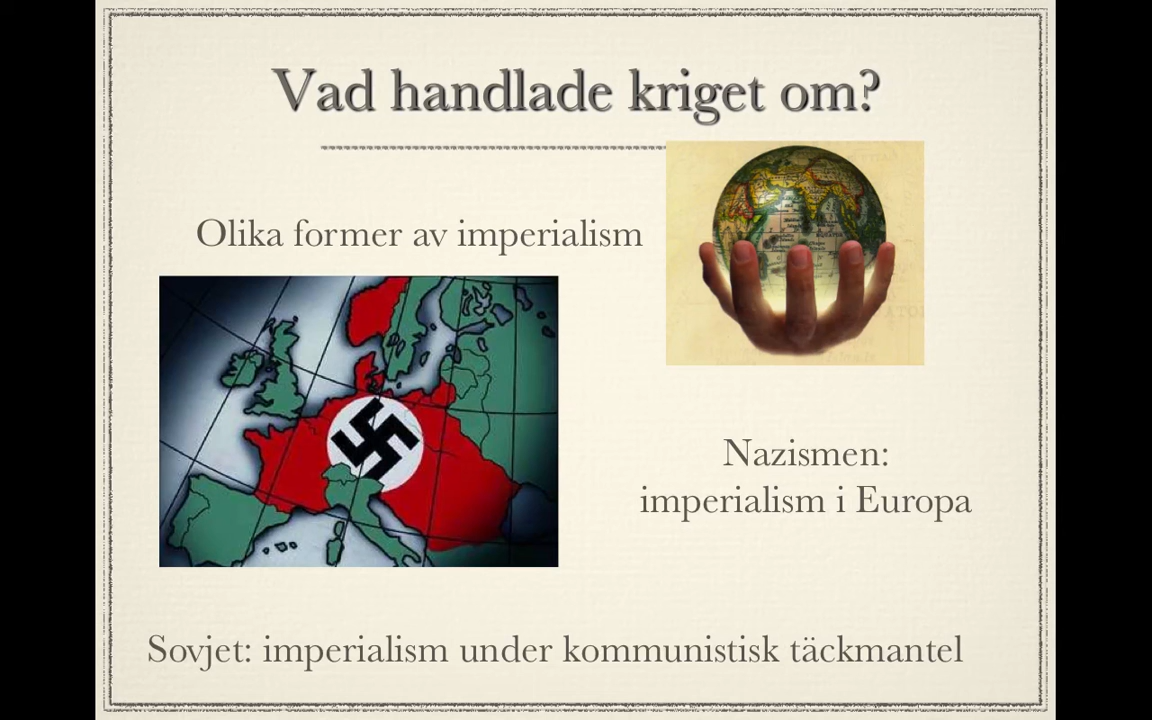 Vad handlade kriget om?
Olika former av imperialism
Nazismen:
imperialism i Europa
Sovjet: imperialism under kommunistisk täckmantel